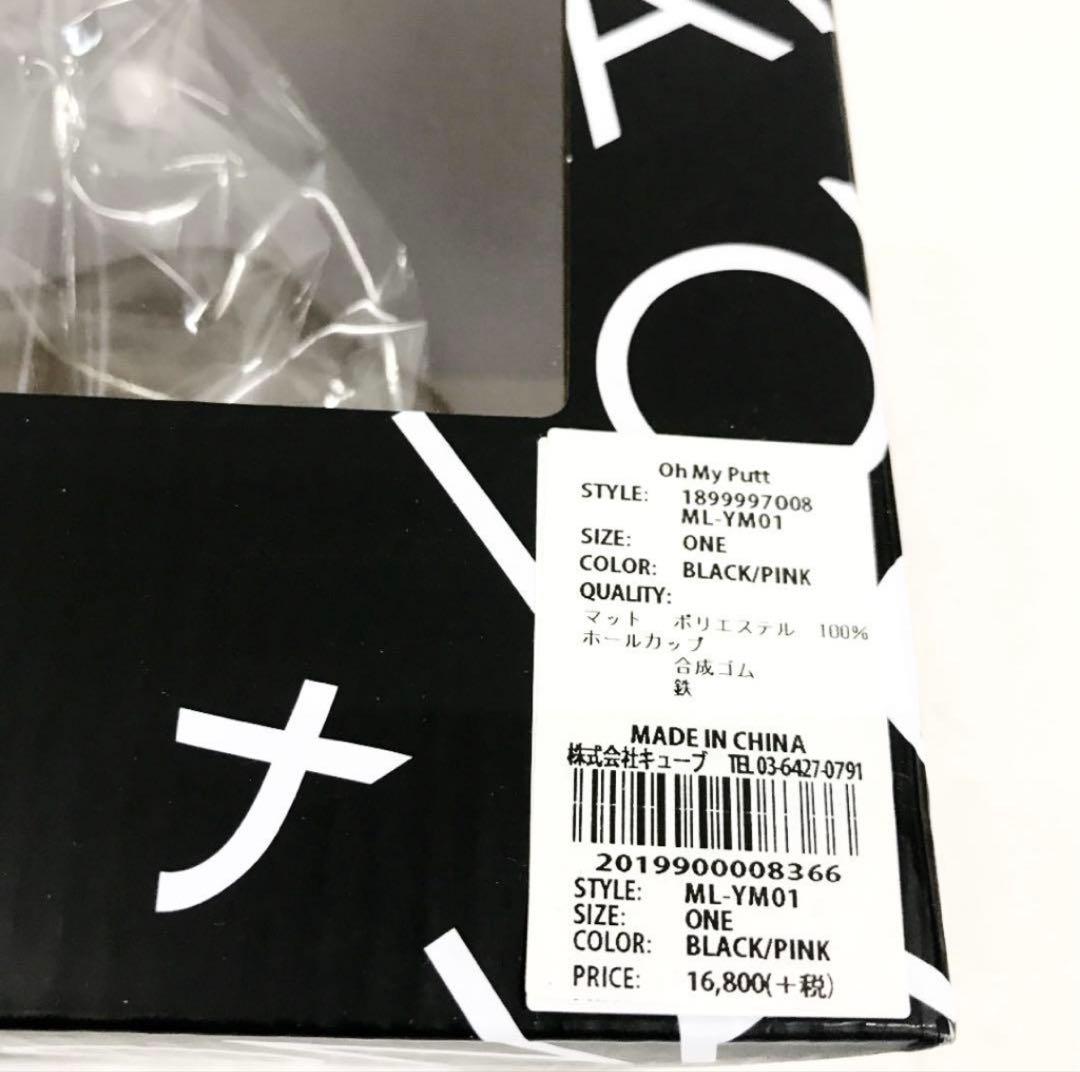 Oh My Putt
STYLE: 1899997008
ML-YM01
SIZE: ONE
COLOR: BLACK/PINK
QUALITY:
マット ポリエステル 100%
ホールカップ
合成ゴム
鉄
MADE IN CHINA
株式会社キューブ TEL 03-6427-0791
2019900008366
STYLE: ML-YM01
SIZE: ONE
COLOR: BLACK/PINK
PRICE: 16,800(+税)
ナ